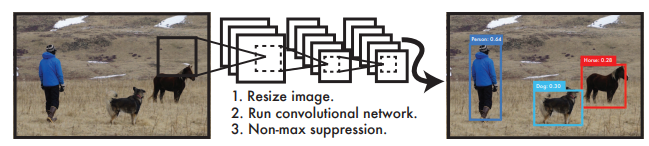 1. Resize image.
2. Run convolutional network.
3. Non-max suppression.
Person: 0.64
Horse: 0.28
Dog: 0.30